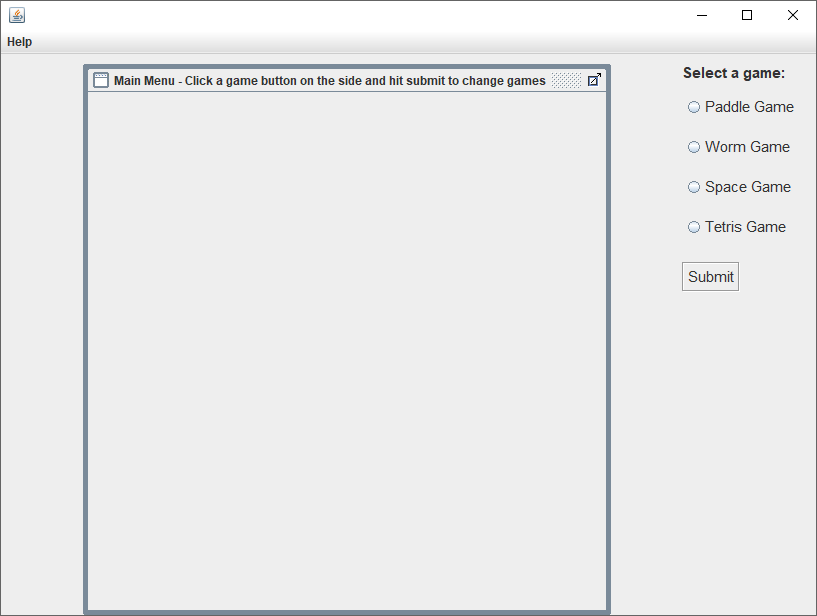 Help
Main Menu - Click a game button on the side and hit submit to change games
Select a game:
Paddle Game
Worm Game
Space Game
Tetris Game
Submit